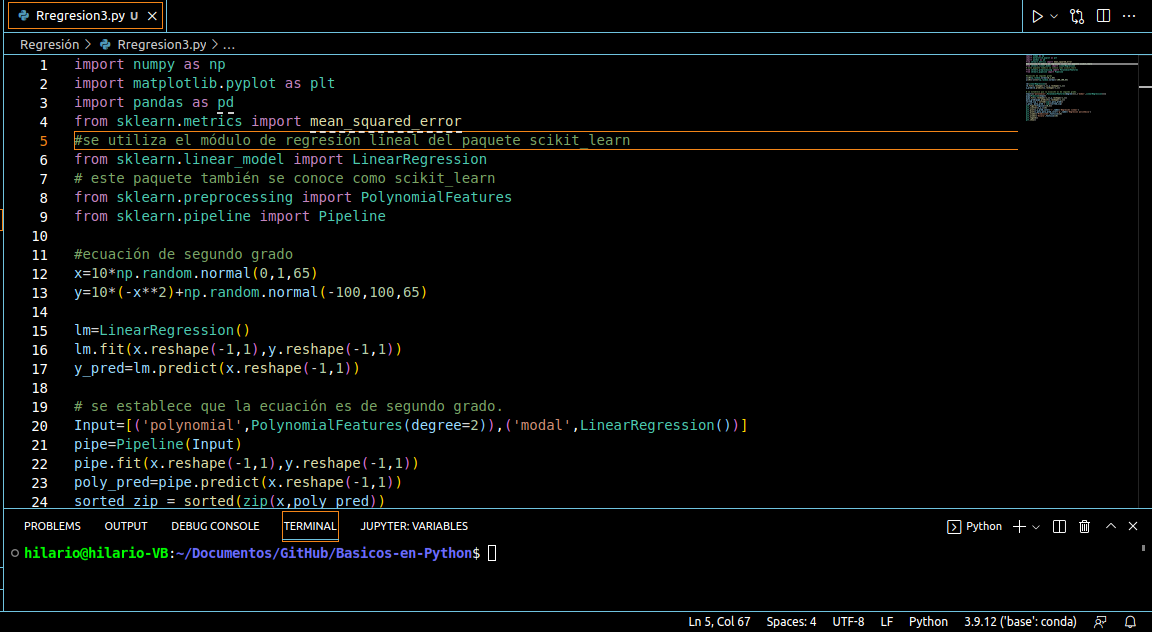 Rregresion3.py U
Regresión > Rregresion3.py > ...
1 import numpy as np
2 import matplotlib.pyplot as plt
3 import pandas as pd
4 from sklearn.metrics import mean_squared_error
5 #se utiliza el módulo de regresión lineal del paquete scikit_learn
6 from sklearn.linear_model import LinearRegression
7 # este paquete también se conoce como scikit_learn
8 from sklearn.preprocessing import PolynomialFeatures
9 from sklearn.pipeline import Pipeline
10
11 #ecuación de segundo grado
12 x=10*np.random.normal(0,1,65)
13 y=10*(-x**2)+np.random.normal(-100,100,65)
14
15 lm=LinearRegression()
16 lm.fit(x.reshape(-1,1),y.reshape(-1,1))
17 y_pred=lm.predict(x.reshape(-1,1))
18
19 # se establece que la ecuación es de segundo grado.
20 Input=[('polynomial',PolynomialFeatures(degree=2)),('modal',LinearRegression())]
21 pipe=Pipeline(Input)
22 pipe.fit(x.reshape(-1,1),y.reshape(-1,1))
23 poly_pred=pipe.predict(x.reshape(-1,1))
24 sorted_zip = sorted(zip(x,poly_pred))
PROBLEMS OUTPUT DEBUG CONSOLE TERMINAL JUPYTER: VARIABLES Python
hilario@hilario-VB:~/Documentos/GitHub/Basicos-en-Python$
Ln 5, Col 67 Spaces: 4 UTF-8 LF Python 3.9.12 ('base': conda)